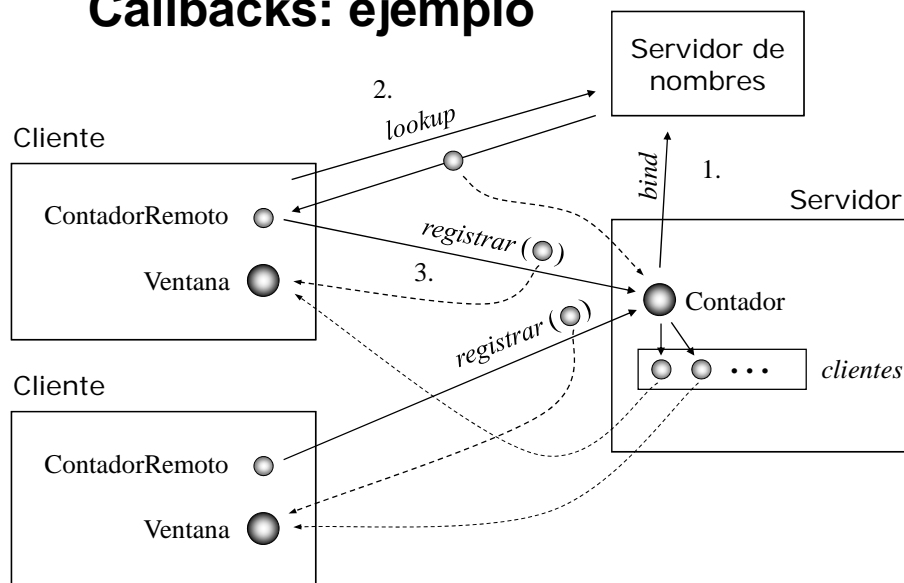 Callbacks: ejemplo
Servidor de
nombres
2.
lookup
Cliente
bind
1.
Servidor
ContadorRemoto
registrar ( )
3.
Ventana
Contador
registrar ( )
• • •
clientes
Cliente
ContadorRemoto
Ventana